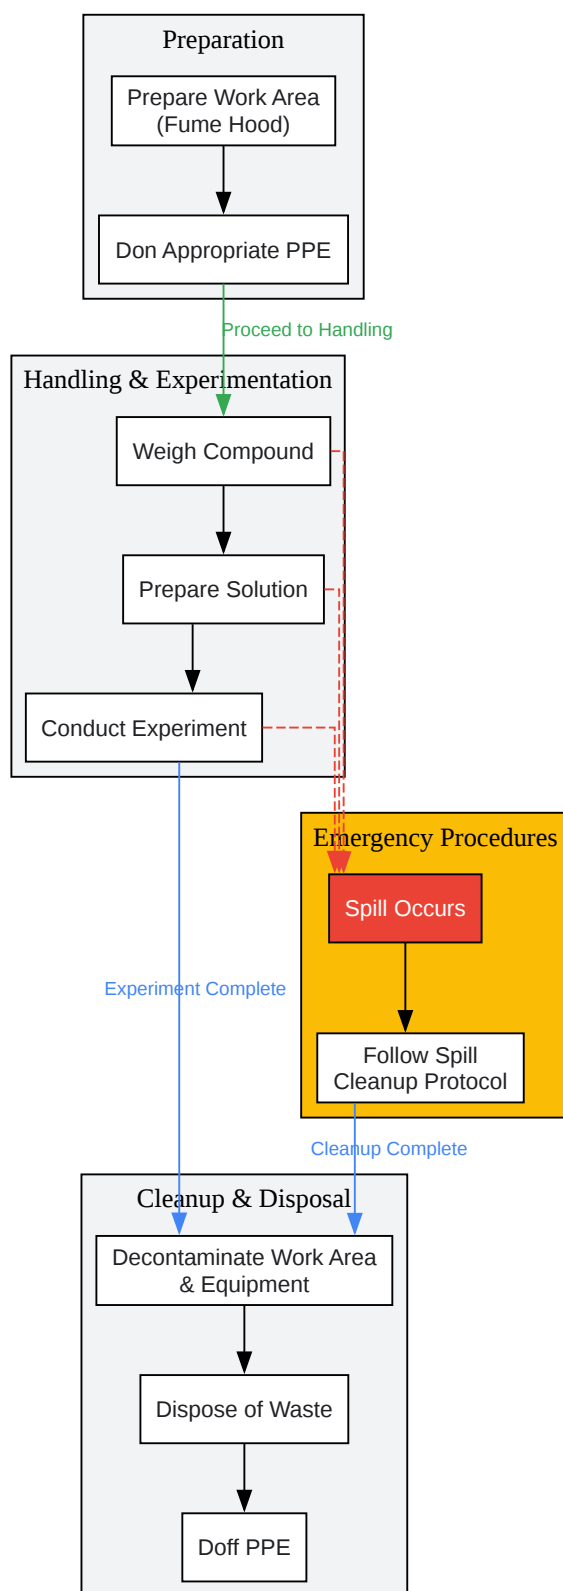 Preparation
Prepare Work Area
(Fume Hood)
Don Appropriate PPE
Proceed to Handling
Handling & Experimentation
Weigh Compound
Prepare Solution
Conduct Experiment
Emergency Procedures
Spill Occurs
Experiment Complete
Follow Spill
Cleanup Protocol
Cleanup Complete
Cleanup & Disposal
Decontaminate Work Area
& Equipment
Dispose of Waste
Doff PPE